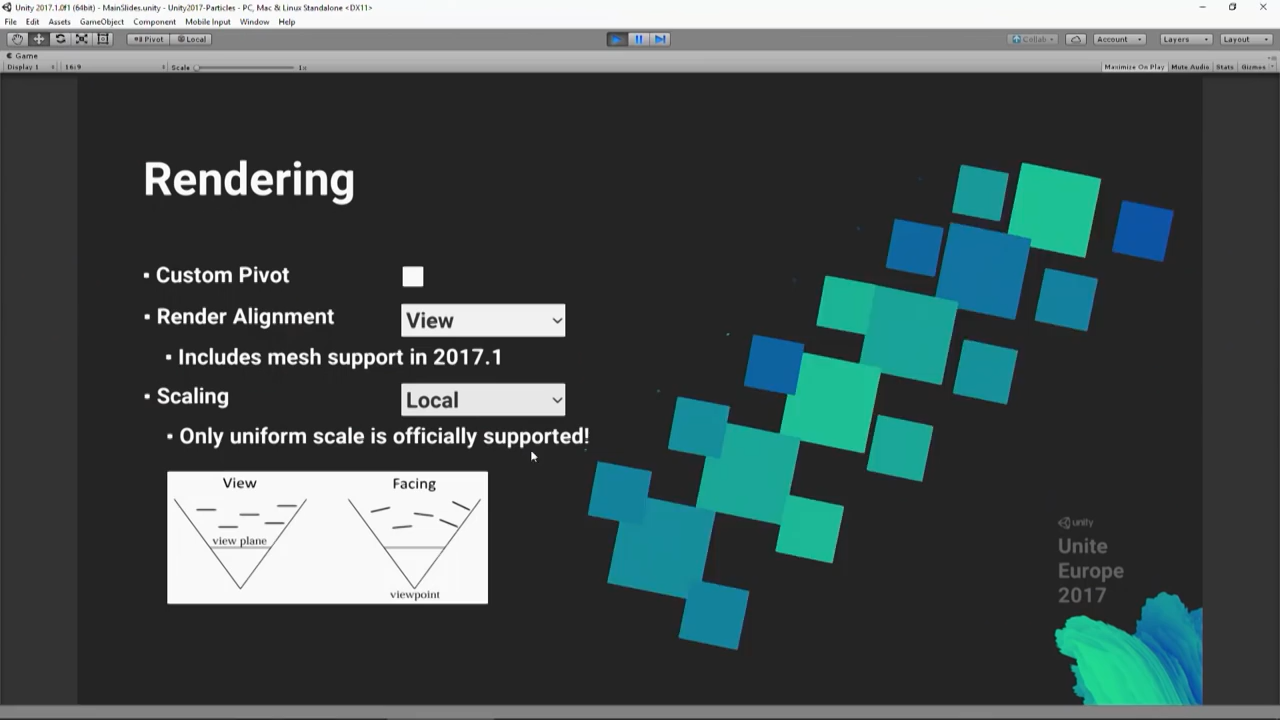 Unity 2017.1.0f1 (64bit) - MainSlides.unity - Unity2017-Particles - PC, Mac & Linux Standalone <DX11>
File Edit Assets GameObject Component Mobile Input Window Help
Pivot Local Collab Account Layers Layout
Game
Display 1 16:9 Scale 1x Maximize On Play Mute Audio Stats Gizmos
Rendering
▪ Custom Pivot
▪ Render Alignment View
▪ Includes mesh support in 2017.1
▪ Scaling Local
▪ Only uniform scale is officially supported!
View Facing
view plane
viewpoint
unity
Unite
Europe
2017